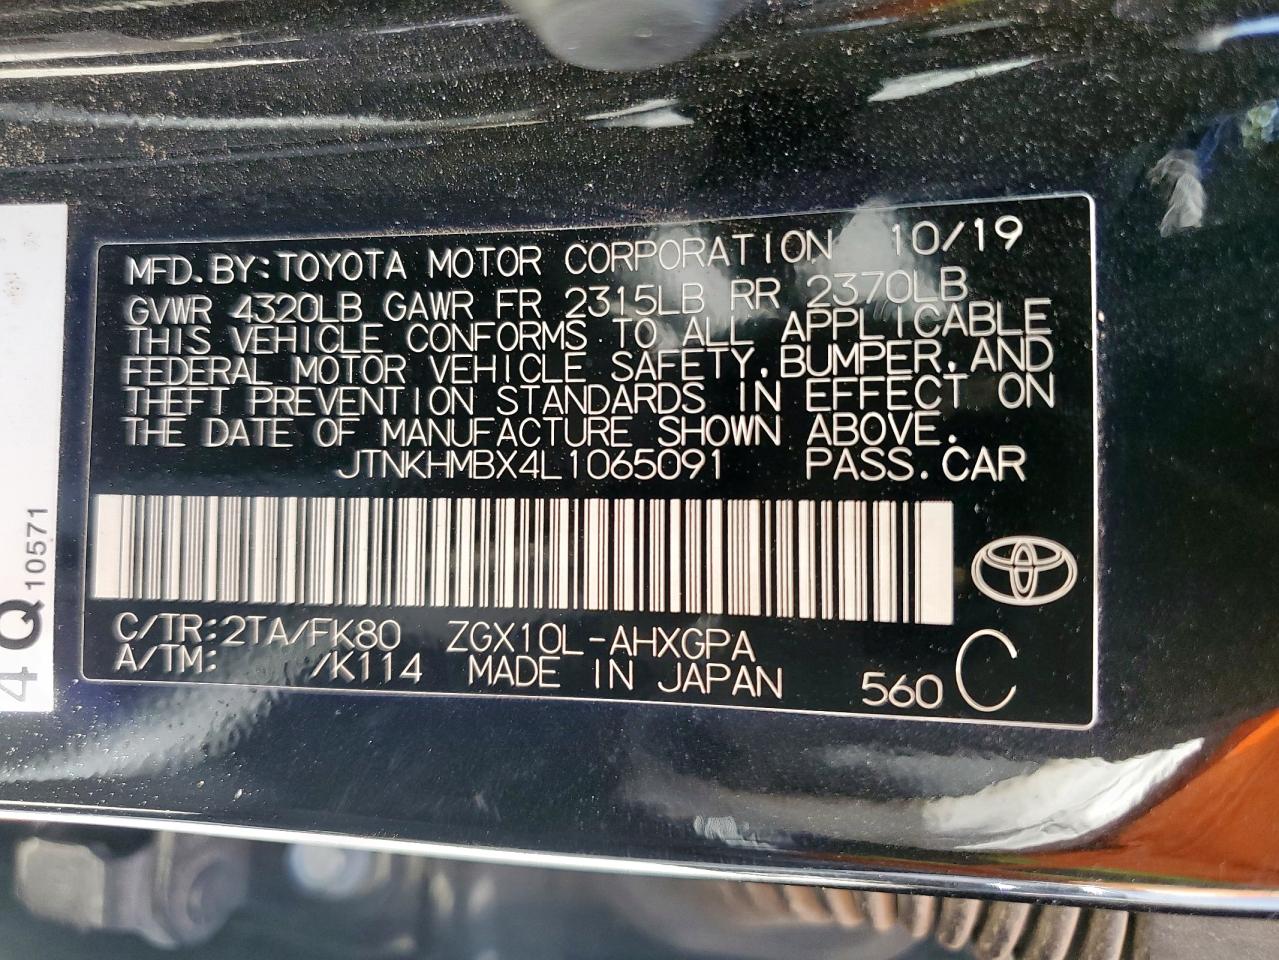 MFD.BY:TOYOTA MOTOR CORPORATION 10/19
GVWR 4320LB GAWR FR 2315LB RR 2370LB
THIS VEHICLE CONFORMS TO ALL APPLICABLE
FEDERAL MOTOR VEHICLE SAFETY,BUMPER,AND
THEFT PREVENTION STANDARDS IN EFFECT ON
THE DATE OF MANUFACTURE SHOWN ABOVE.
JTNKHMBX4L1065091 PASS.CAR
C/TR:2TA/FK80 ZGX10L-AHXGPA
A/TM: /K114 MADE IN JAPAN 560 C
4Q 10571